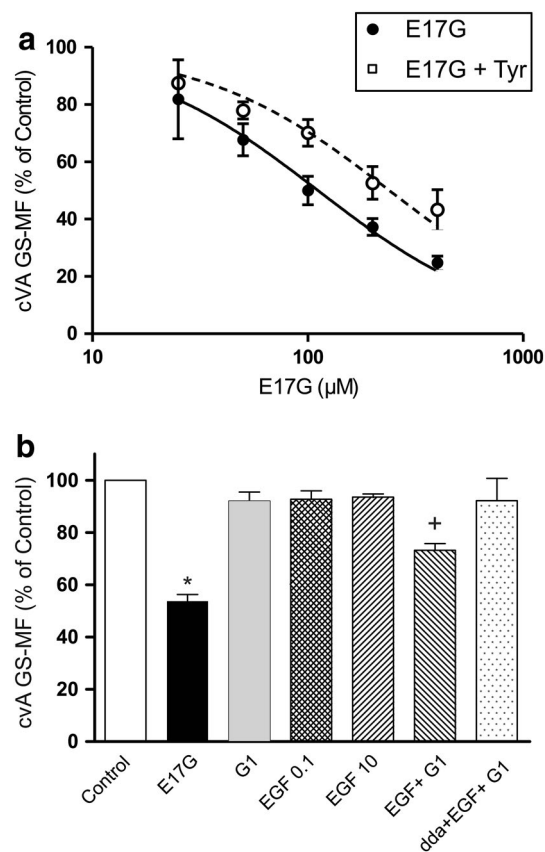 a
E17G
E17G + Tyr
cVA GS-MF (% of Control)
100
80
60
40
20
0
10
100
1000
E17G (µM)
b
cvA GS-MF (% of Control)
100
80
60
40
20
0
*
+
Control
E17G
G1
EGF 0.1
EGF 10
EGF+ G1
dda+EGF+ G1